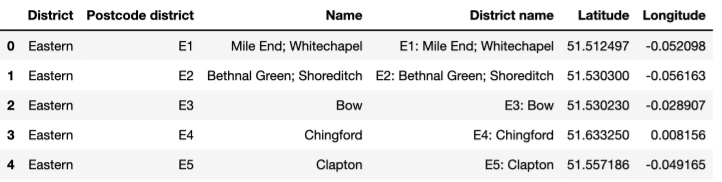 District Postcode district Name District name Latitude Longitude
0 Eastern E1 Mile End; Whitechapel E1: Mile End; Whitechapel 51.512497 -0.052098
1 Eastern E2 Bethnal Green; Shoreditch E2: Bethnal Green; Shoreditch 51.530300 -0.056163
2 Eastern E3 Bow E3: Bow 51.530230 -0.028907
3 Eastern E4 Chingford E4: Chingford 51.633250 0.008156
4 Eastern E5 Clapton E5: Clapton 51.557186 -0.049165